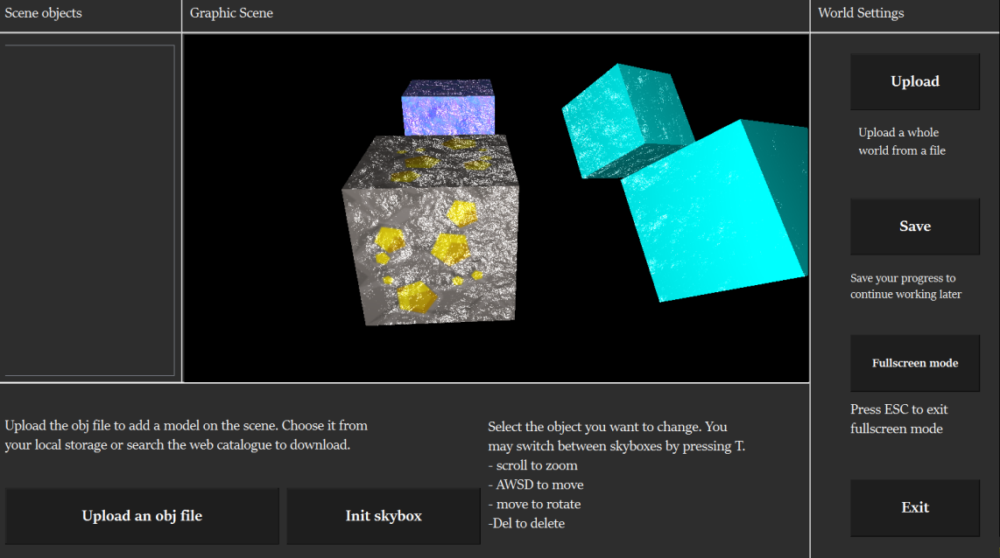 Scene objects
Graphic Scene
World Settings
Upload
Upload a whole
world from a file
Save
Save your progress to
continue working later
Fullscreen mode
Press ESC to exit
fullscreen mode
Exit
Upload the obj file to add a model on the scene. Choose it from
your local storage or search the web catalogue to download.
Upload an obj file
Init skybox
Select the object you want to change. You
may switch between skyboxes by pressing T.
- scroll to zoom
- AWSD to move
- move to rotate
-Del to delete